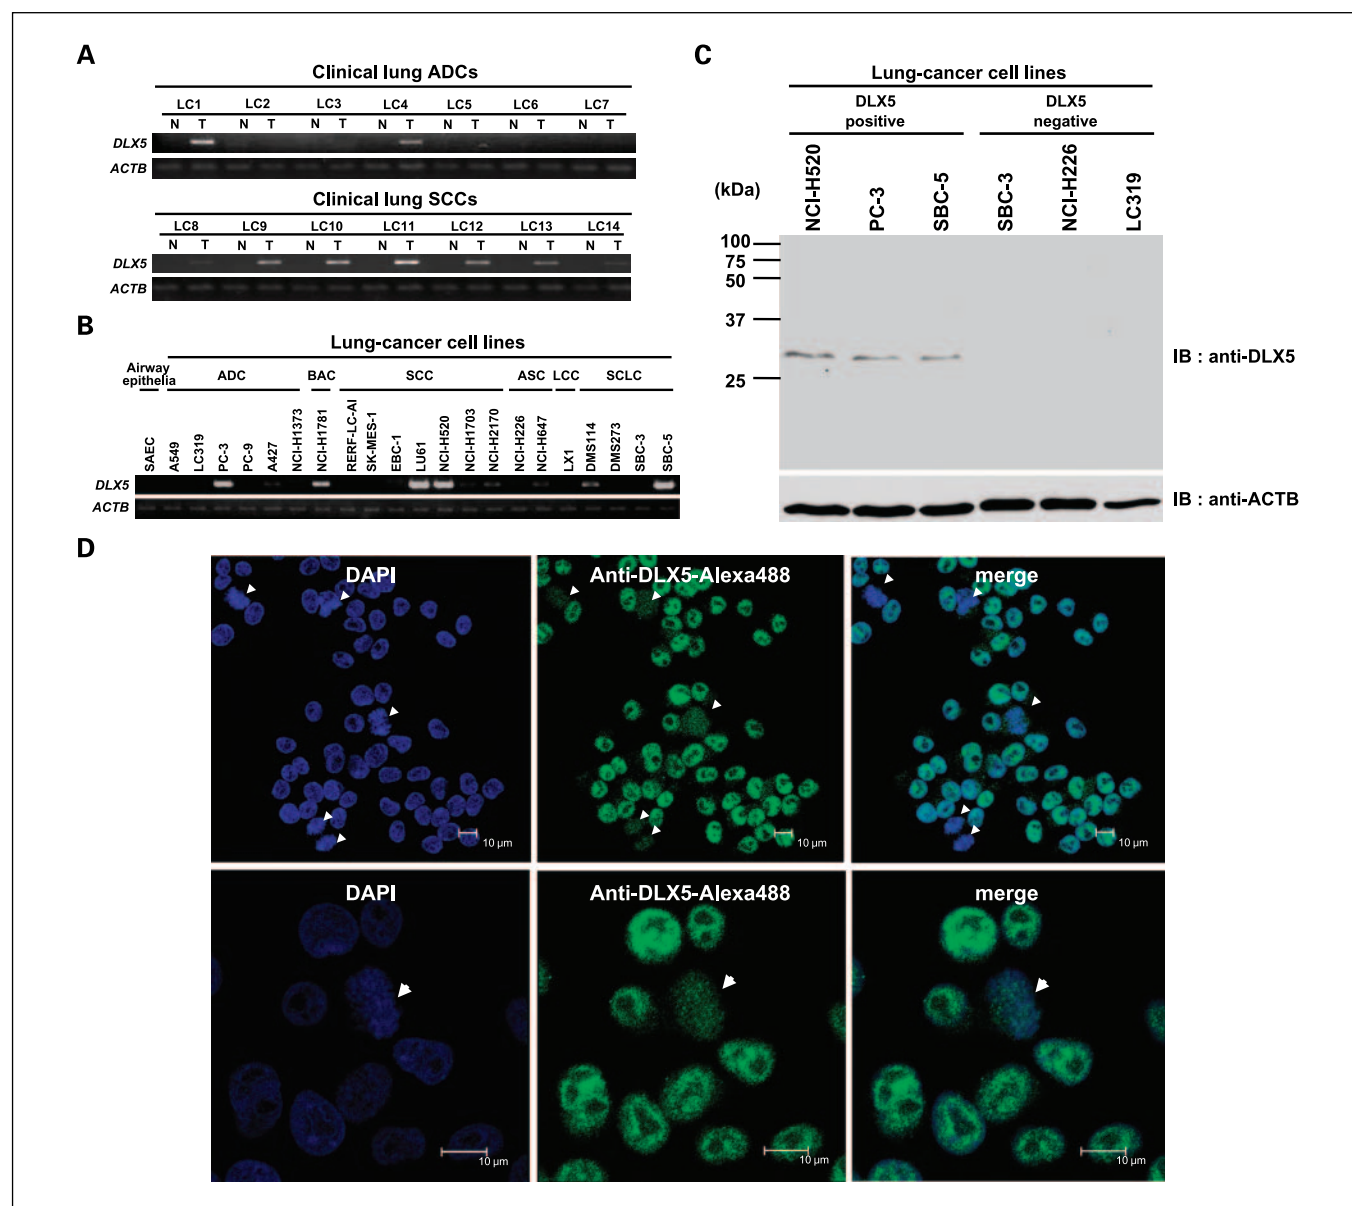 A
Clinical lung ADCs
LC1 LC2 LC3 LC4 LC5 LC6 LC7
N T N T N T N T N T N T N T
DLX5
ACTB
Clinical lung SCCs
LC8 LC9 LC10 LC11 LC12 LC13 LC14
N T N T N T N T N T N T N T
DLX5
ACTB
B
Lung-cancer cell lines
Airway epithelia
ADC BAC SCC ASC LCC SCLC
SAEC A549 LC319 PC-3 PC-9 A427 NCI-H1373 NCI-H1781 RERF-LC-AI SK-MES-1 EBC-1 LU61 NCI-H520 NCI-H1703 NCI-H2170 NCI-H226 NCI-H647 LX1 DMS114 DMS273 SBC-3 SBC-5
DLX5
ACTB
C
Lung-cancer cell lines
DLX5 positive
DLX5 negative
(kDa)
NCI-H520 PC-3 SBC-5 SBC-3 NCI-H226 LC319
100
75
50
37
25
IB : anti-DLX5
IB : anti-ACTB
D
DAPI Anti-DLX5-Alexa488 merge
10 µm 10 µm 10 µm
DAPI Anti-DLX5-Alexa488 merge
10 µm 10 µm 10 µm